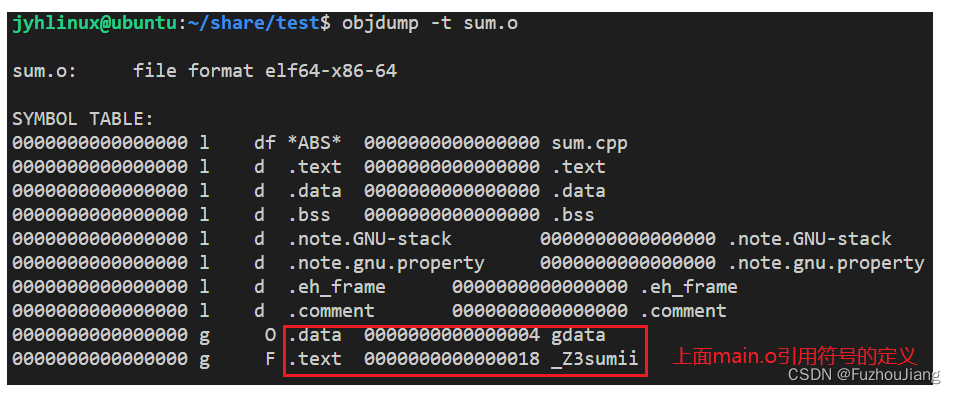 jyhlinux@ubuntu:~/share/test$ objdump -t sum.o
sum.o:     file format elf64-x86-64
SYMBOL TABLE:
0000000000000000 l    df *ABS*  0000000000000000 sum.cpp
0000000000000000 l    d  .text  0000000000000000 .text
0000000000000000 l    d  .data  0000000000000000 .data
0000000000000000 l    d  .bss   0000000000000000 .bss
0000000000000000 l    d  .note.GNU-stack        0000000000000000 .note.GNU-stack
0000000000000000 l    d  .note.gnu.property     0000000000000000 .note.gnu.property
0000000000000000 l    d  .eh_frame      0000000000000000 .eh_frame
0000000000000000 l    d  .comment       0000000000000000 .comment
0000000000000000 g     O .data  0000000000000004 gdata
0000000000000000 g     F .text  0000000000000018 _Z3sumii
上面main.o引用符号的定义
CSDN @FuzhouJiang